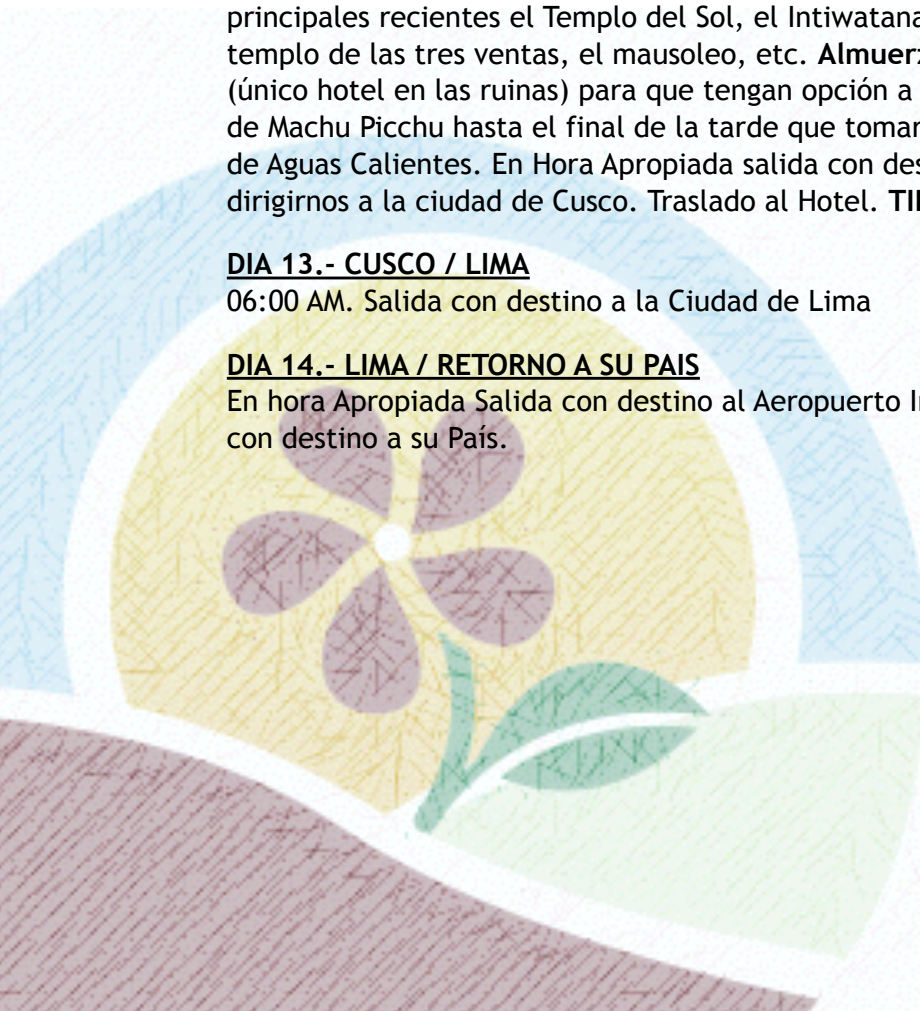 principales recientes el Templo del Sol, el Intiwatana
templo de las tres ventas, el mausoleo, etc. Almuerz
(único hotel en las ruinas) para que tengan opción a
de Machu Picchu hasta el final de la tarde que tomar
de Aguas Calientes. En Hora Apropiada salida con des
dirigirnos a la ciudad de Cusco. Traslado al Hotel. TI
DIA 13.- CUSCO / LIMA
06:00 AM. Salida con destino a la Ciudad de Lima
DIA 14.- LIMA / RETORNO A SU PAIS
En hora Apropiada Salida con destino al Aeropuerto I
con destino a su País.